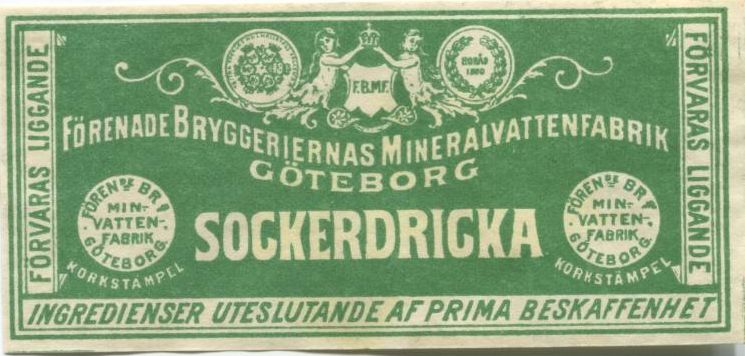 FÖRVARAS LIGGANDE
BORÅS
1880
F.B.M.F.
FÖRENADE BRYGGERIERNAS MINERALVATTENFABRIK
GÖTEBORG
SOCKERDRICKA
FÖREN^DE BR^S
MIN-
VATTEN-
FABRIK
GÖTEBORG
KORKSTÄMPEL
FÖREN^DE BR^S
MIN-
VATTEN-
FABRIK
GÖTEBORG
KORKSTÄMPEL
FÖRVARAS LIGGANDE
INGREDIENSER UTESLUTANDE AF PRIMA BESKAFFENHET